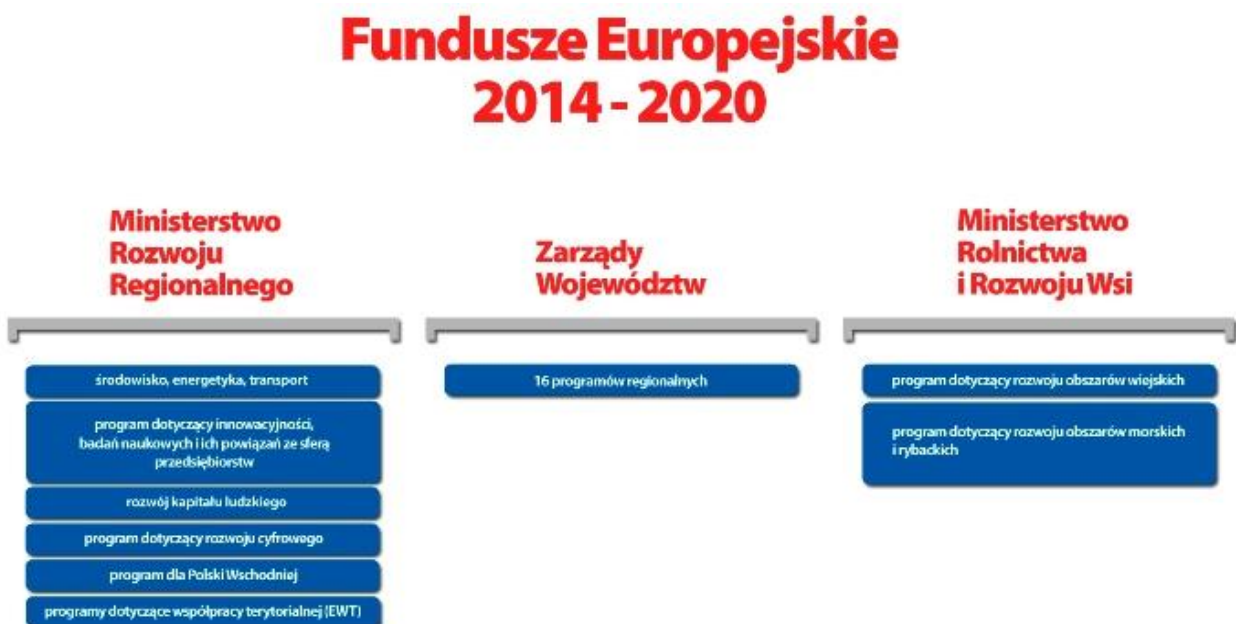 Fundusze Europejskie
2014 - 2020
Ministerstwo
Rozwoju
Regionalnego
środowisko, energetyka, transport
program dotyczący innowacyjności,
badań naukowych i ich powiązań ze sferą
przedsiębiorstw
rozwój kapitału ludzkiego
program dotyczący rozwoju cyfrowego
program dla Polski Wschodniej
programy dotyczące współpracy terytorialnej (EWT)
Zarządy
Województw
16 programów regionalnych
Ministerstwo
Rolnictwa
i Rozwoju Wsi
program dotyczący rozwoju obszarów wiejskich
program dotyczący rozwoju obszarów morskich
i rybackich